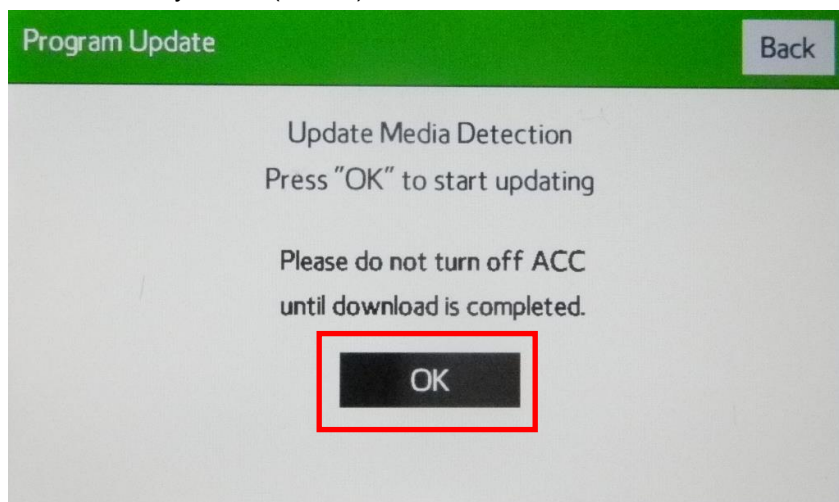 Program Update
Back
Update Media Detection
Press "OK" to start updating
Please do not turn off ACC
until download is completed.
OK